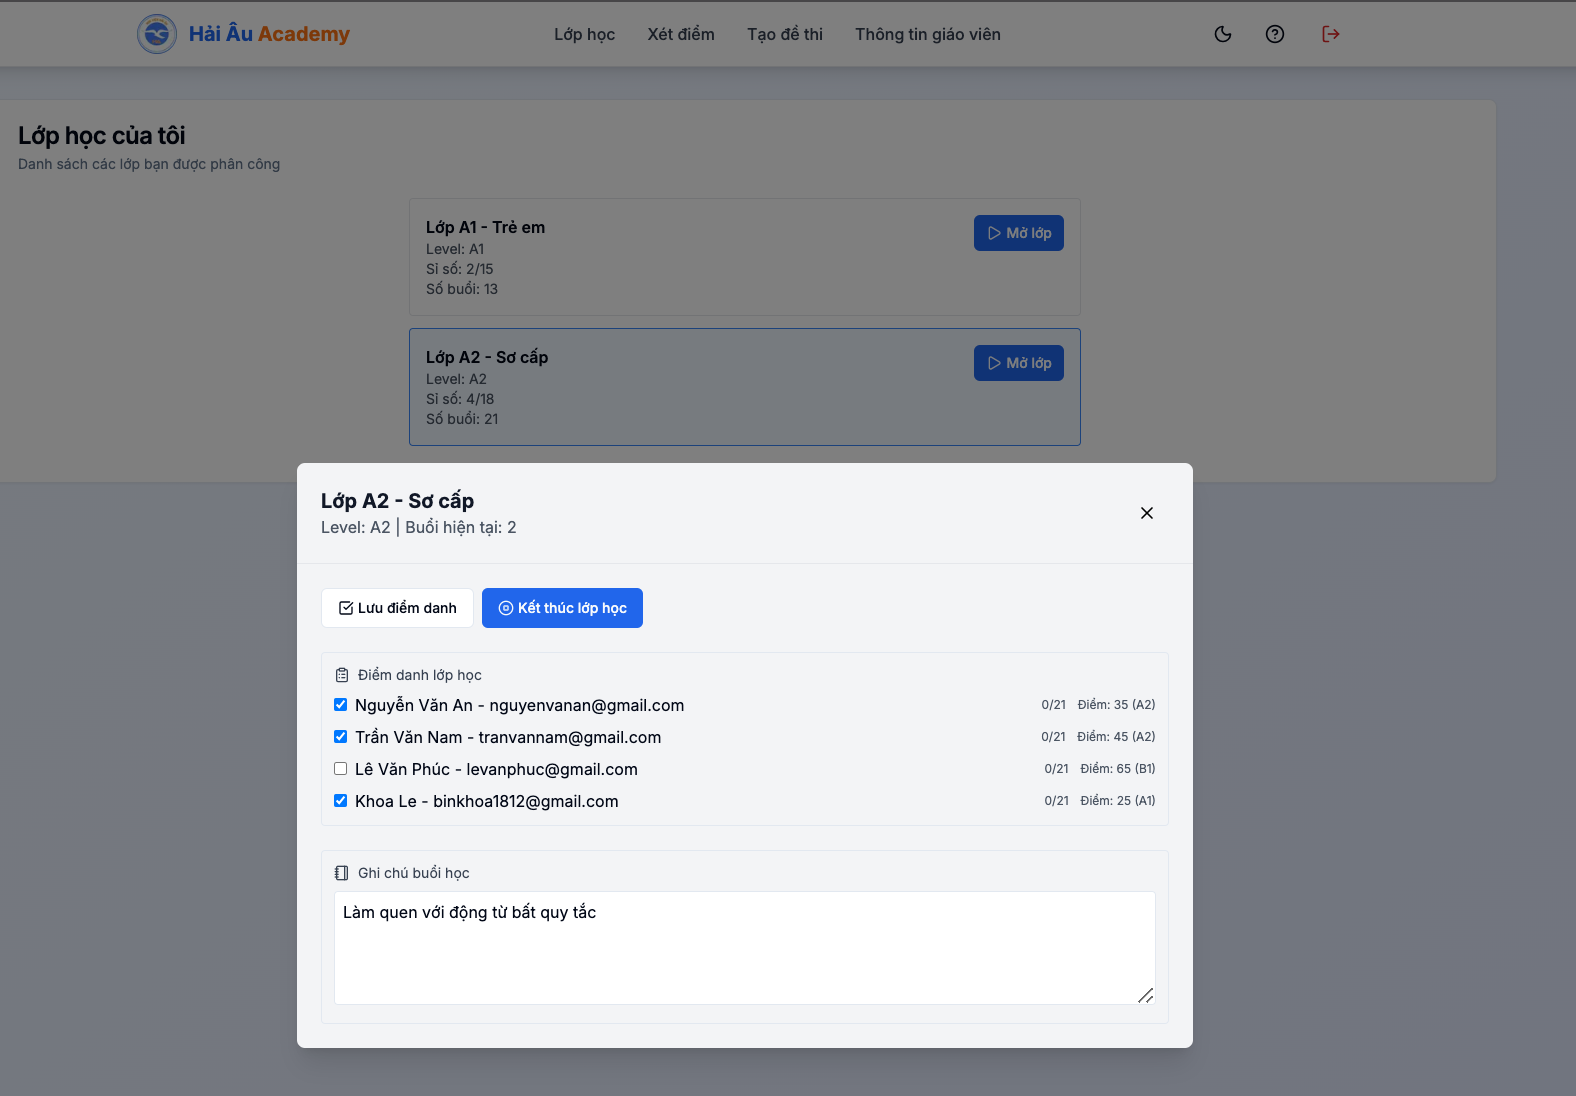 Hải Âu Academy
Lớp học
Xét điểm
Tạo đề thi
Thông tin giáo viên
Lớp học của tôi
Danh sách các lớp bạn được phân công
Lớp A1 - Trẻ em
Mở lớp
Level: A1
Sĩ số: 2/15
Số buổi: 13
Lớp A2 - Sơ cấp
Mở lớp
Level: A2
Sĩ số: 4/18
Số buổi: 21
Lớp A2 - Sơ cấp
Level: A2 | Buổi hiện tại: 2
Lưu điểm danh
Kết thúc lớp học
Điểm danh lớp học
Nguyễn Văn An - nguyenvanan@gmail.com 0/21 Điểm: 35 (A2)
Trần Văn Nam - tranvannam@gmail.com 0/21 Điểm: 45 (A2)
Lê Văn Phúc - levanphuc@gmail.com 0/21 Điểm: 65 (B1)
Khoa Le - binkhoa1812@gmail.com 0/21 Điểm: 25 (A1)
Ghi chú buổi học
Làm quen với động từ bất quy tắc